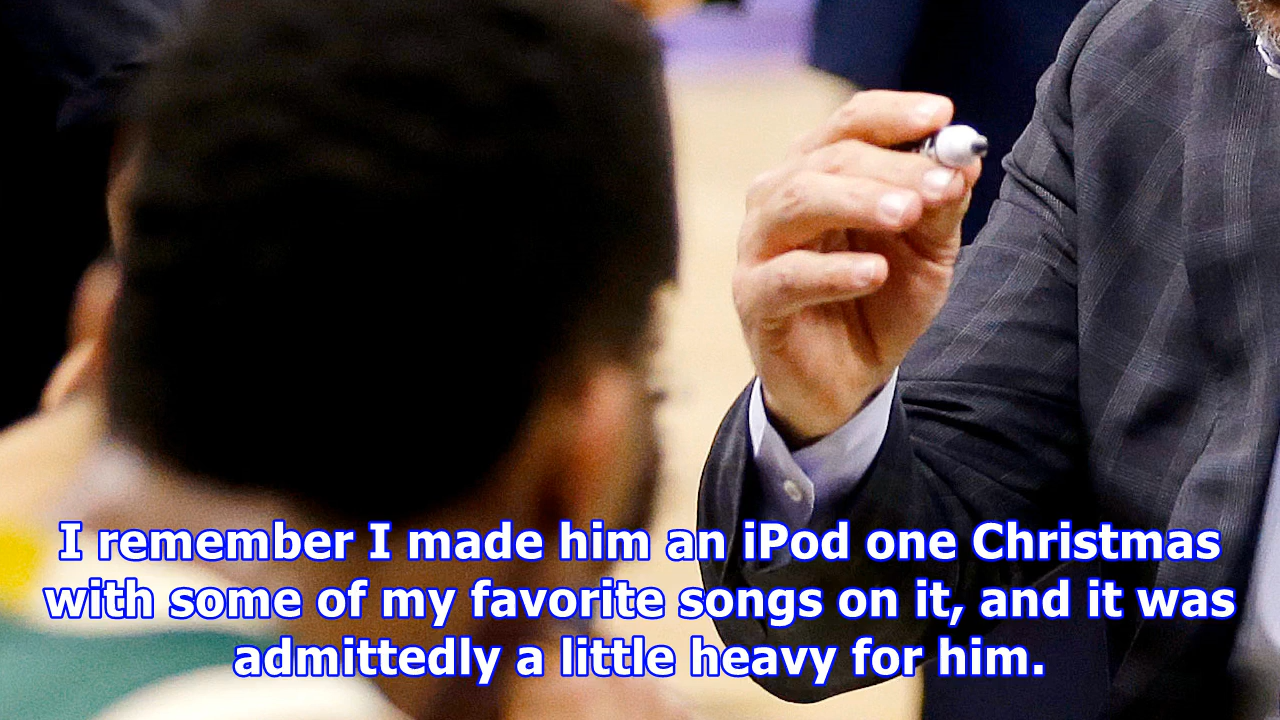 I remember I made him an iPod one Christmas
with some of my favorite songs on it, and it was
admittedly a little heavy for him.